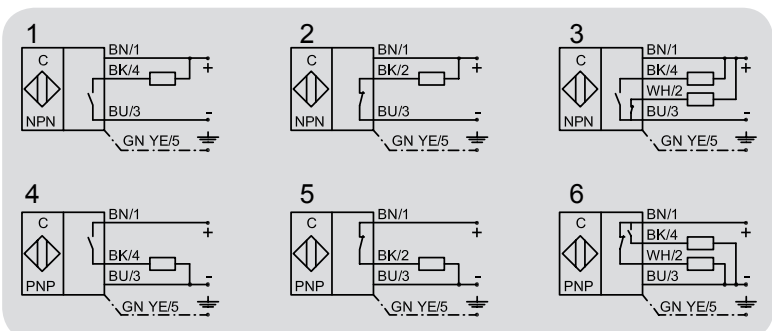 1
BN/1
C
+
BK/4
BU/3
-
NPN
GN YE/5
2
BN/1
C
+
BK/2
BU/3
-
NPN
GN YE/5
3
BN/1
C
+
BK/4
WH/2
BU/3
-
NPN
GN YE/5
4
BN/1
C
+
BK/4
BU/3
-
PNP
GN YE/5
5
BN/1
C
+
BK/2
BU/3
-
PNP
GN YE/5
6
BN/1
C
+
BK/4
WH/2
BU/3
-
PNP
GN YE/5